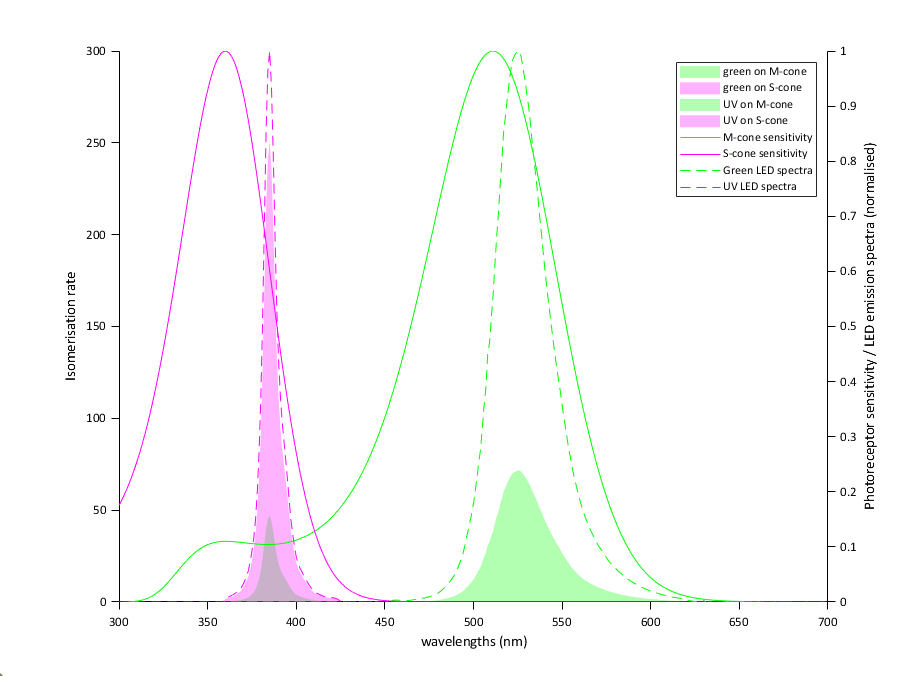 300
250
200
150
100
50
0
Isomerisation rate
300
350
400
450
500
550
600
650
700
wavelengths (nm)
1
0.9
0.8
0.7
0.6
0.5
0.4
0.3
0.2
0.1
0
Photoreceptor sensitivity / LED emission spectra (normalised)
green on M-cone
green on S-cone
UV on M-cone
UV on S-cone
M-cone sensitivity
S-cone sensitivity
Green LED spectra
UV LED spectra